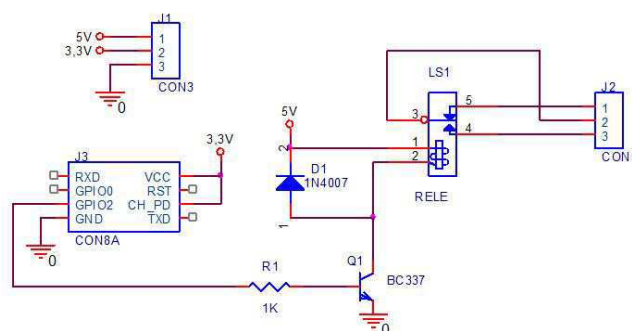 J1
5V
1
3,3V
2
3
0
CON3
LS1
J2
5
1
3
2
4
3
CON
5V
1
2
2
D1
1N4007
1
RELE
3,3V
J3
RXD VCC
GPIO0 RST
GPIO2 CH_PD
GND TXD
CON8A
0
R1
1K
Q1
BC337
0